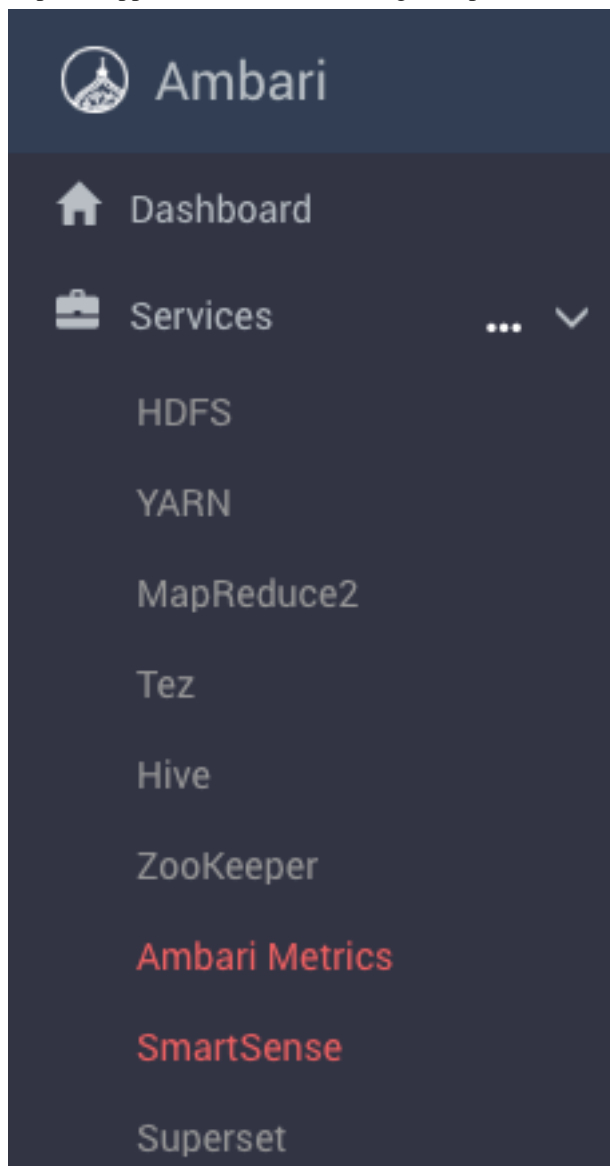 Ambari
Dashboard
Services ...
HDFS
YARN
MapReduce2
Tez
Hive
ZooKeeper
Ambari Metrics
SmartSense
Superset